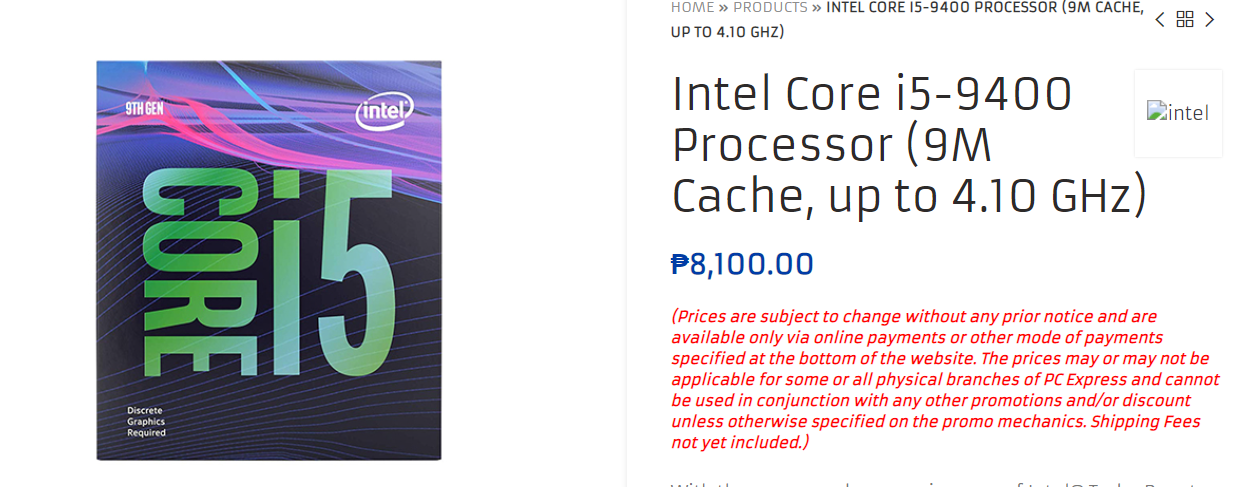 HOME » PRODUCTS » INTEL CORE I5-9400 PROCESSOR (9M CACHE,
UP TO 4.10 GHZ)
9TH GEN
intel
CORE i5
Discrete
Graphics
Required
Intel Core i5-9400
Processor (9M
Cache, up to 4.10 GHz)
intel
₱8,100.00
(Prices are subject to change without any prior notice and are
available only via online payments or other mode of payments
specified at the bottom of the website. The prices may or may not be
applicable for some or all physical branches of PC Express and cannot
be used in conjunction with any other promotions and/or discount
unless otherwise specified on the promo mechanics. Shipping Fees
not yet included.)